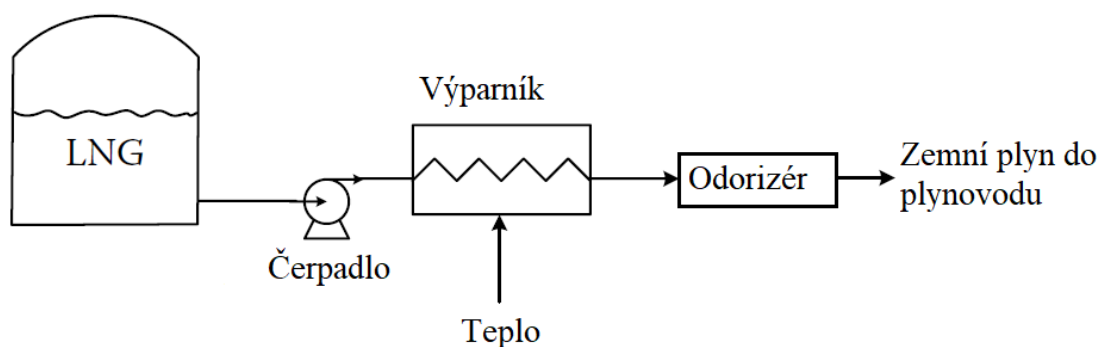 LNG
Čerpadlo
Výparník
Teplo
Odorizér
Zemní plyn do
plynovodu